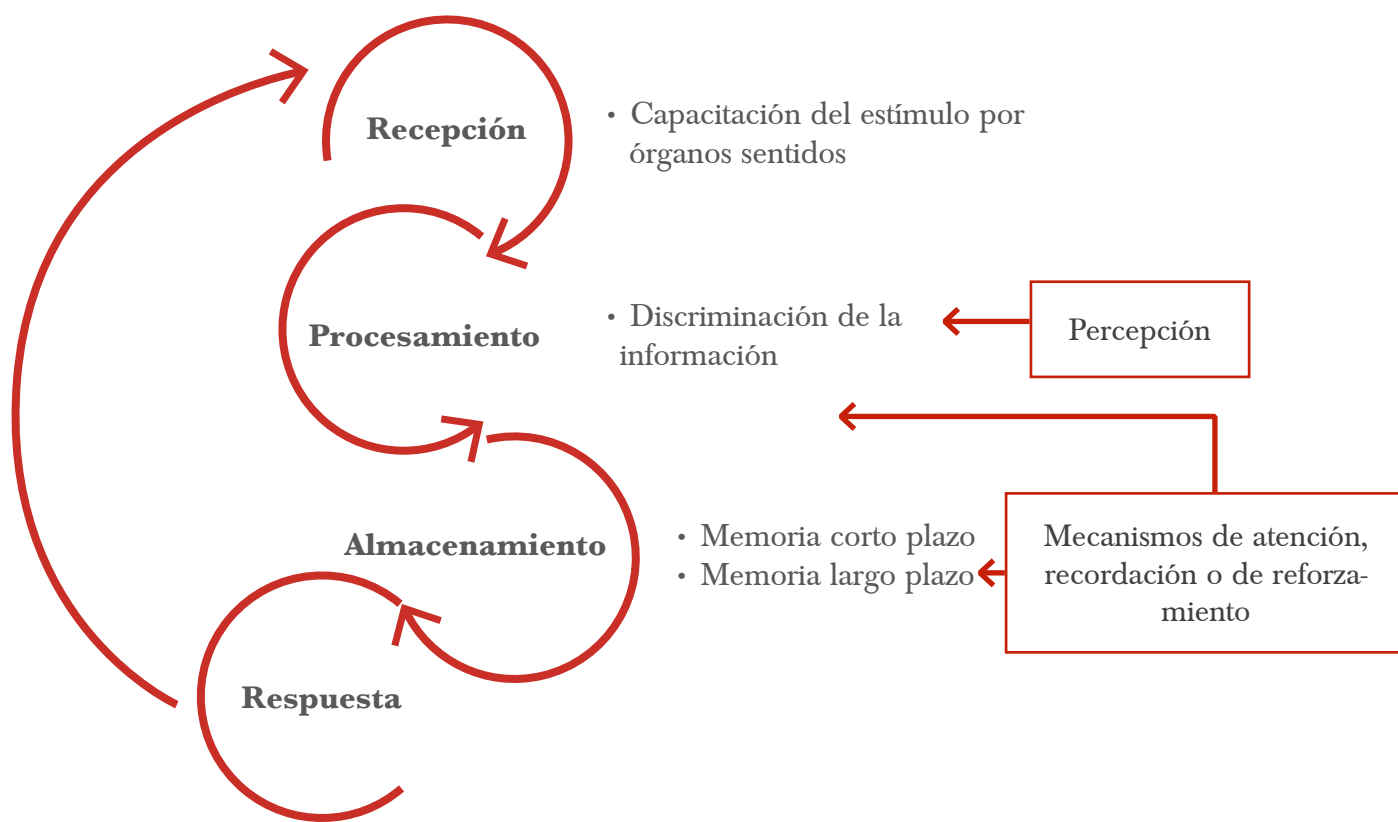 Recepción
• Capacitación del estímulo por
órganos sentidos
Procesamiento
• Discriminación de la
información
Percepción
Almacenamiento
• Memoria corto plazo
• Memoria largo plazo
Mecanismos de atención,
recordación o de reforza-
miento
Respuesta